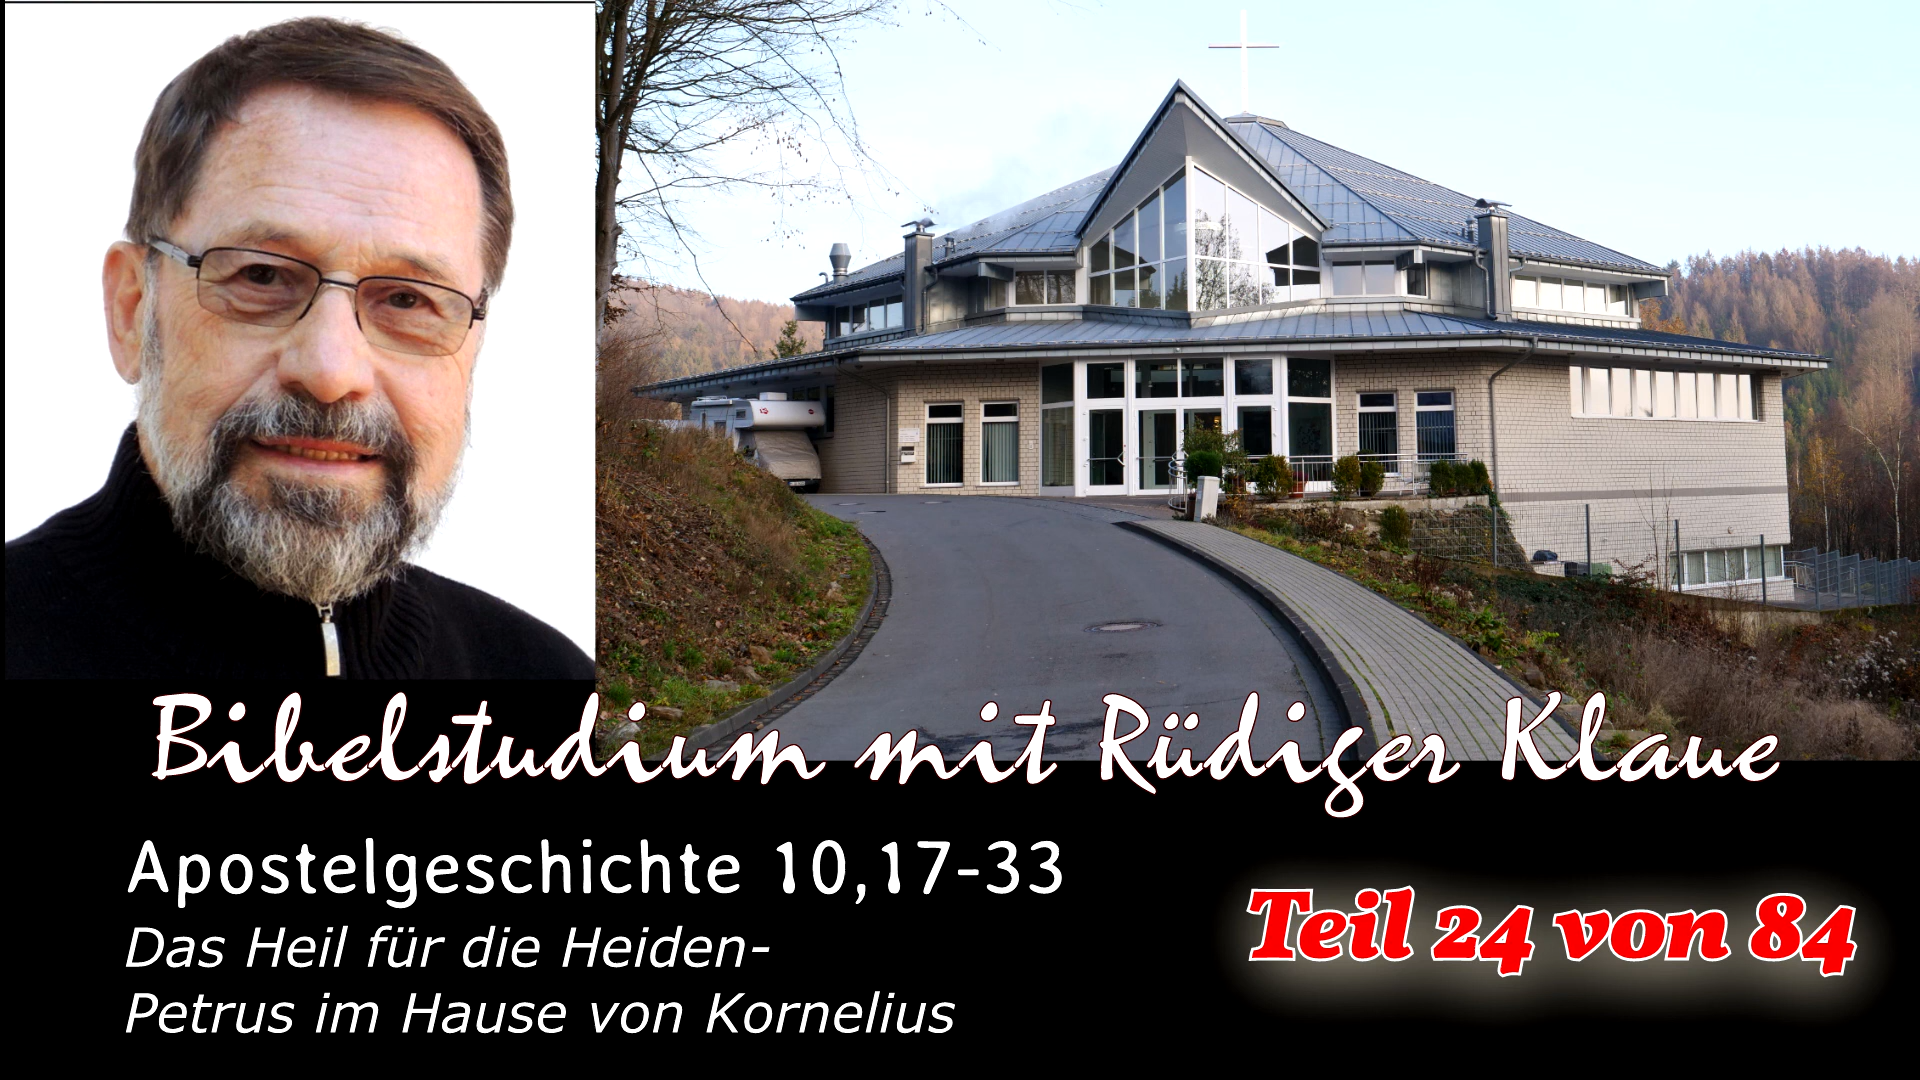 Bibelstudium mit Rüdiger Klaue
Apostelgeschichte 10,17-33
Das Heil für die Heiden-
Petrus im Hause von Kornelius
Teil 24 von 84